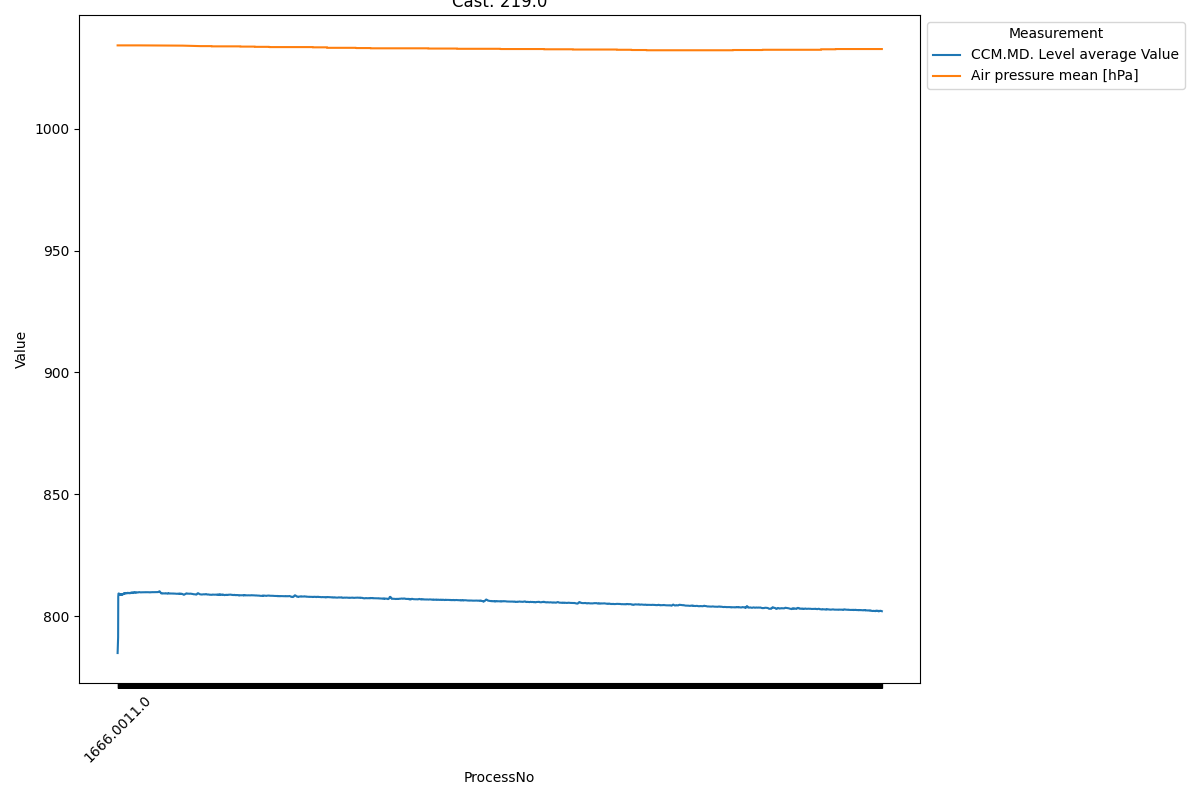 Cast: 219.0
Measurement
CCM.MD. Level average Value
Air pressure mean [hPa]
1000
950
900
850
800
Value
1666.0011.0
ProcessNo